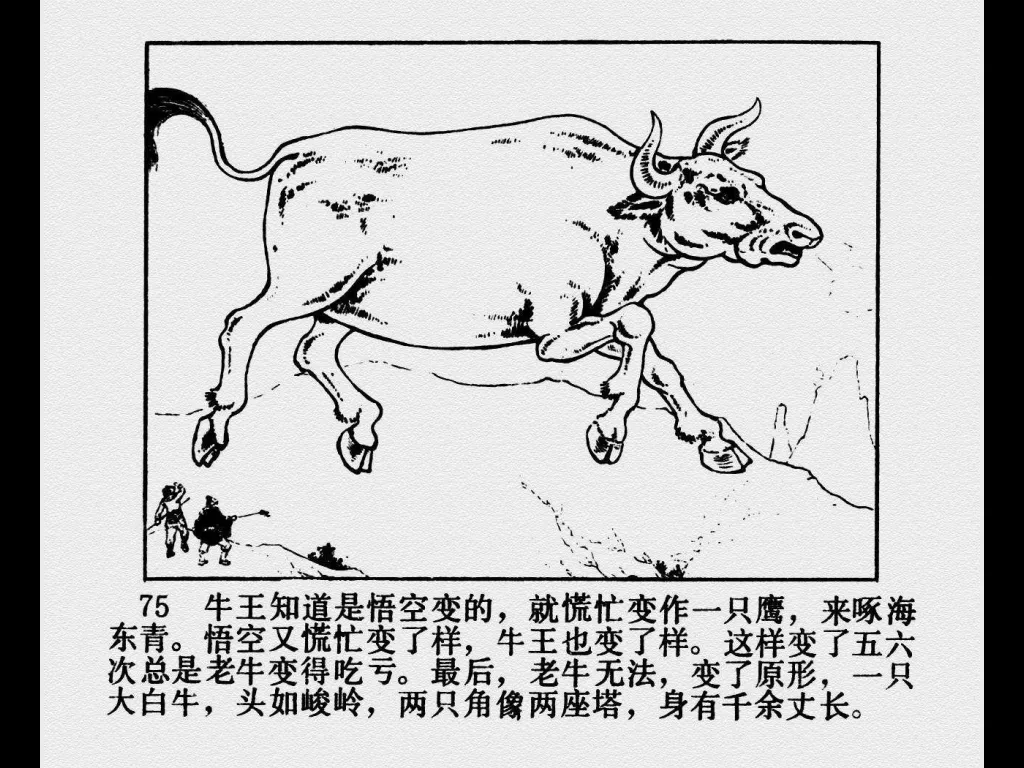 75 牛王知道是悟空变的，就慌忙变作一只鹰，来啄海
东青。悟空又慌忙变了样，牛王也变了样。这样变了五六
次总是老牛变得吃亏。最后，老牛无法，变了原形，一只
大白牛，头如峻岭，两只角像两座塔，身有千余丈长。